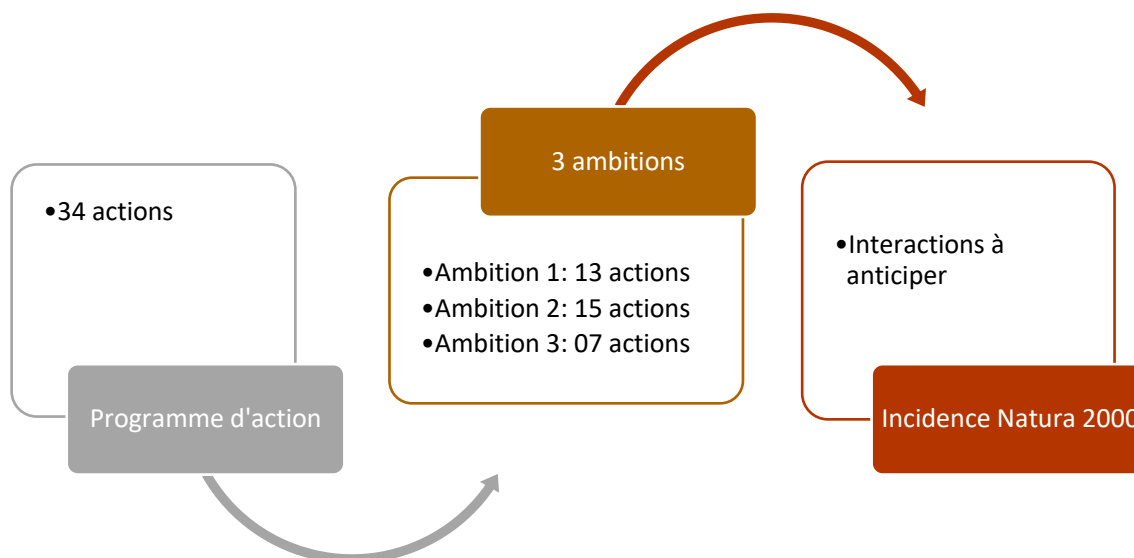 •34 actions
Programme d'action
3 ambitions
•Ambition 1: 13 actions
•Ambition 2: 15 actions
•Ambition 3: 07 actions
•Interactions à
anticiper
Incidence Natura 2000